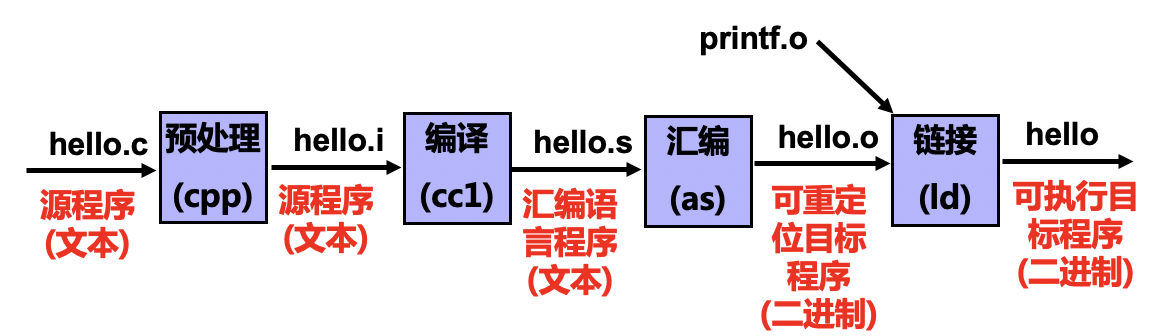 printf.o
hello.c
预处理
(cpp)
hello.i
编译
(cc1)
hello.s
汇编
(as)
hello.o
链接
(ld)
hello
源程序
(文本)
源程序
(文本)
汇编语
言程序
(文本)
可重定
位目标
程序
(二进制)
可执行目
标程序
(二进制)